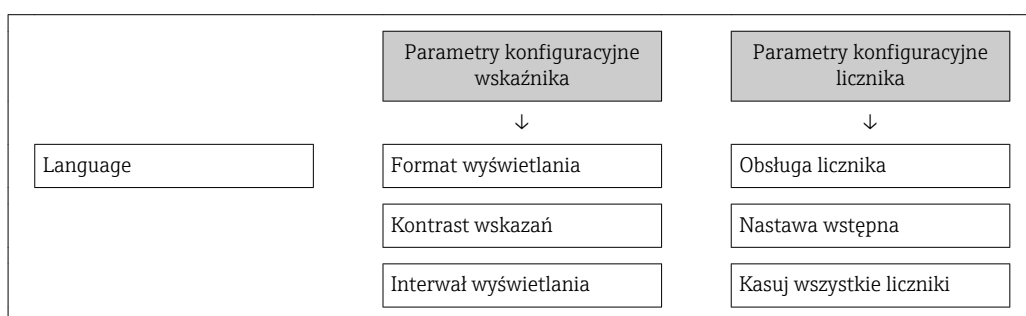 Parametry konfiguracyjne
wskaźnika
Parametry konfiguracyjne
licznika
↓
↓
Language
Format wyświetlania
Obsługa licznika
Kontrast wskazań
Nastawa wstępna
Interwał wyświetlania
Kasuj wszystkie liczniki